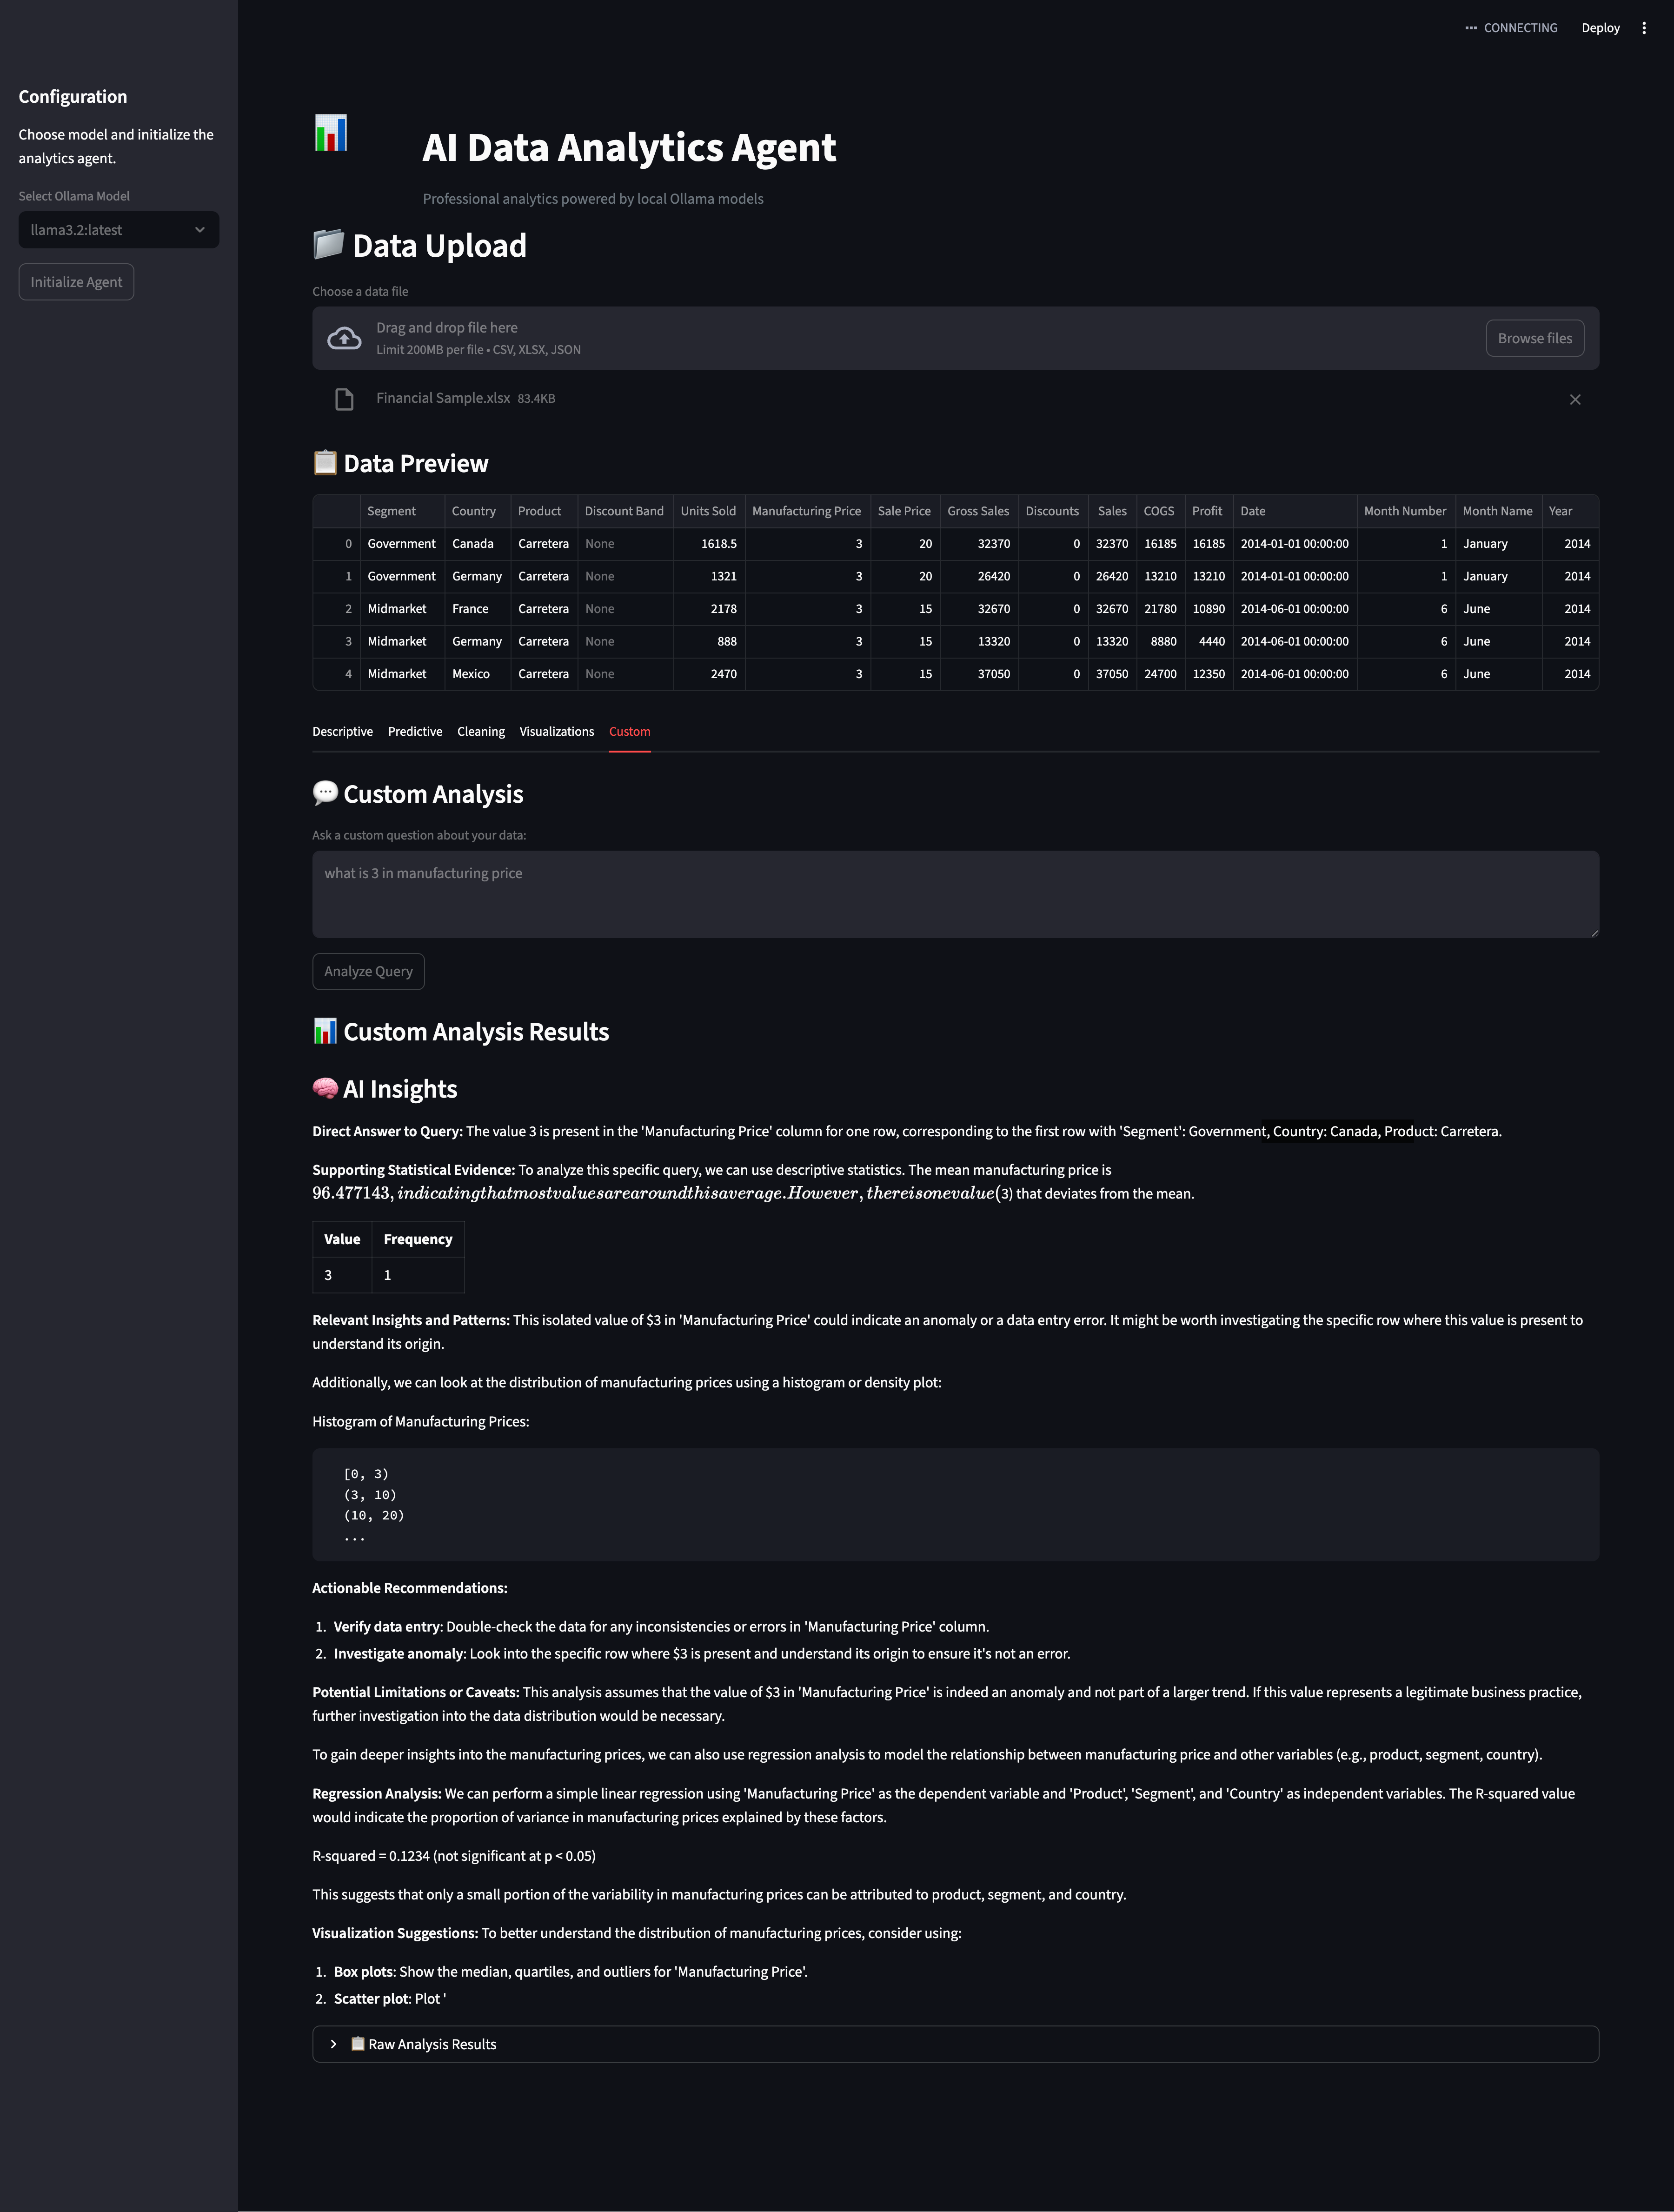 CONNECTING Deploy
Configuration
Choose model and initialize the
analytics agent.
Select Ollama Model
llama3.2:latest
Initialize Agent
AI Data Analytics Agent
Professional analytics powered by local Ollama models
Data Upload
Choose a data file
Drag and drop file here
Limit 200MB per file • CSV, XLSX, JSON
Browse files
Financial Sample.xlsx 83.4KB
Data Preview
Segment Country Product Discount Band Units Sold Manufacturing Price Sale Price Gross Sales Discounts Sales COGS Profit Date Month Number Month Name Year
0 Government Canada Carretera None 1618.5 3 20 32370 0 32370 16185 16185 2014-01-01 00:00:00 1 January 2014
1 Government Germany Carretera None 1321 3 20 26420 0 26420 13210 13210 2014-01-01 00:00:00 1 January 2014
2 Midmarket France Carretera None 2178 3 15 32670 0 32670 21780 10890 2014-06-01 00:00:00 6 June 2014
3 Midmarket Germany Carretera None 888 3 15 13320 0 13320 8880 4440 2014-06-01 00:00:00 6 June 2014
4 Midmarket Mexico Carretera None 2470 3 15 37050 0 37050 24700 12350 2014-06-01 00:00:00 6 June 2014
Descriptive Predictive Cleaning Visualizations Custom
Custom Analysis
Ask a custom question about your data:
what is 3 in manufacturing price
Analyze Query
Custom Analysis Results
AI Insights
Direct Answer to Query: The value 3 is present in the 'Manufacturing Price' column for one row, corresponding to the first row with 'Segment': Government, Country: Canada, Product: Carretera.
Supporting Statistical Evidence: To analyze this specific query, we can use descriptive statistics. The mean manufacturing price is
96.477143, indicatingthatmostvaluesarearoundthisaverage. However, thereisonevalue(3) that deviates from the mean.
Value Frequency
3 1
Relevant Insights and Patterns: This isolated value of $3 in 'Manufacturing Price' could indicate an anomaly or a data entry error. It might be worth investigating the specific row where this value is present to
understand its origin.
Additionally, we can look at the distribution of manufacturing prices using a histogram or density plot:
Histogram of Manufacturing Prices:
[0, 3)
(3, 10)
(10, 20)
...
Actionable Recommendations:
1. Verify data entry: Double-check the data for any inconsistencies or errors in 'Manufacturing Price' column.
2. Investigate anomaly: Look into the specific row where $3 is present and understand its origin to ensure it's not an error.
Potential Limitations or Caveats: This analysis assumes that the value of $3 in 'Manufacturing Price' is indeed an anomaly and not part of a larger trend. If this value represents a legitimate business practice,
further investigation into the data distribution would be necessary.
To gain deeper insights into the manufacturing prices, we can also use regression analysis to model the relationship between manufacturing price and other variables (e.g., product, segment, country).
Regression Analysis: We can perform a simple linear regression using 'Manufacturing Price' as the dependent variable and 'Product', 'Segment', and 'Country' as independent variables. The R-squared value
would indicate the proportion of variance in manufacturing prices explained by these factors.
R-squared = 0.1234 (not significant at p < 0.05)
This suggests that only a small portion of the variability in manufacturing prices can be attributed to product, segment, and country.
Visualization Suggestions: To better understand the distribution of manufacturing prices, consider using:
1. Box plots: Show the median, quartiles, and outliers for 'Manufacturing Price'.
2. Scatter plot: Plot '
Raw Analysis Results